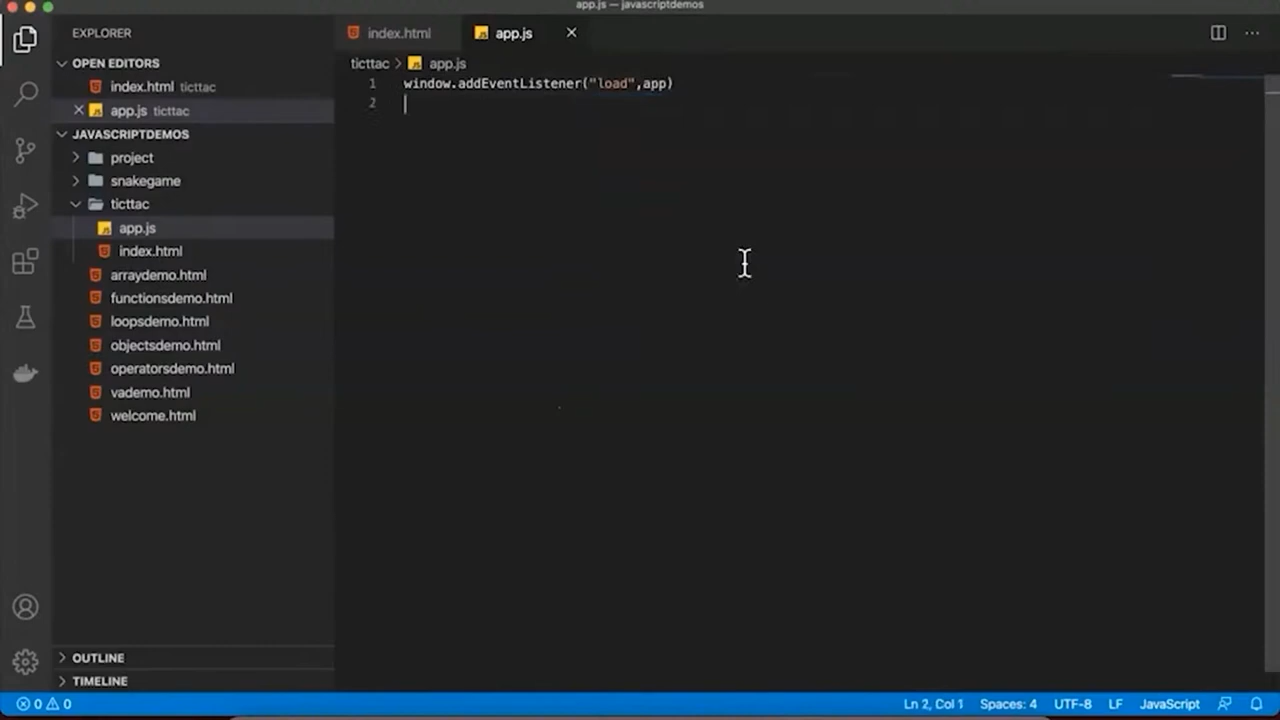 app.js — javascriptdemos
EXPLORER
index.html
app.js
OPEN EDITORS
index.html ticttac
app.js ticttac
JAVASCRIPTDEMOS
project
snakegame
ticttac
app.js
index.html
arraydemo.html
functionsdemo.html
loopsdemo.html
objectsdemo.html
operatorsdemo.html
vademo.html
welcome.html
OUTLINE
TIMELINE
ticttac > app.js
1 window.addEventListener("load",app)
2
0 0
Ln 2, Col 1 Spaces: 4 UTF-8 LF JavaScript